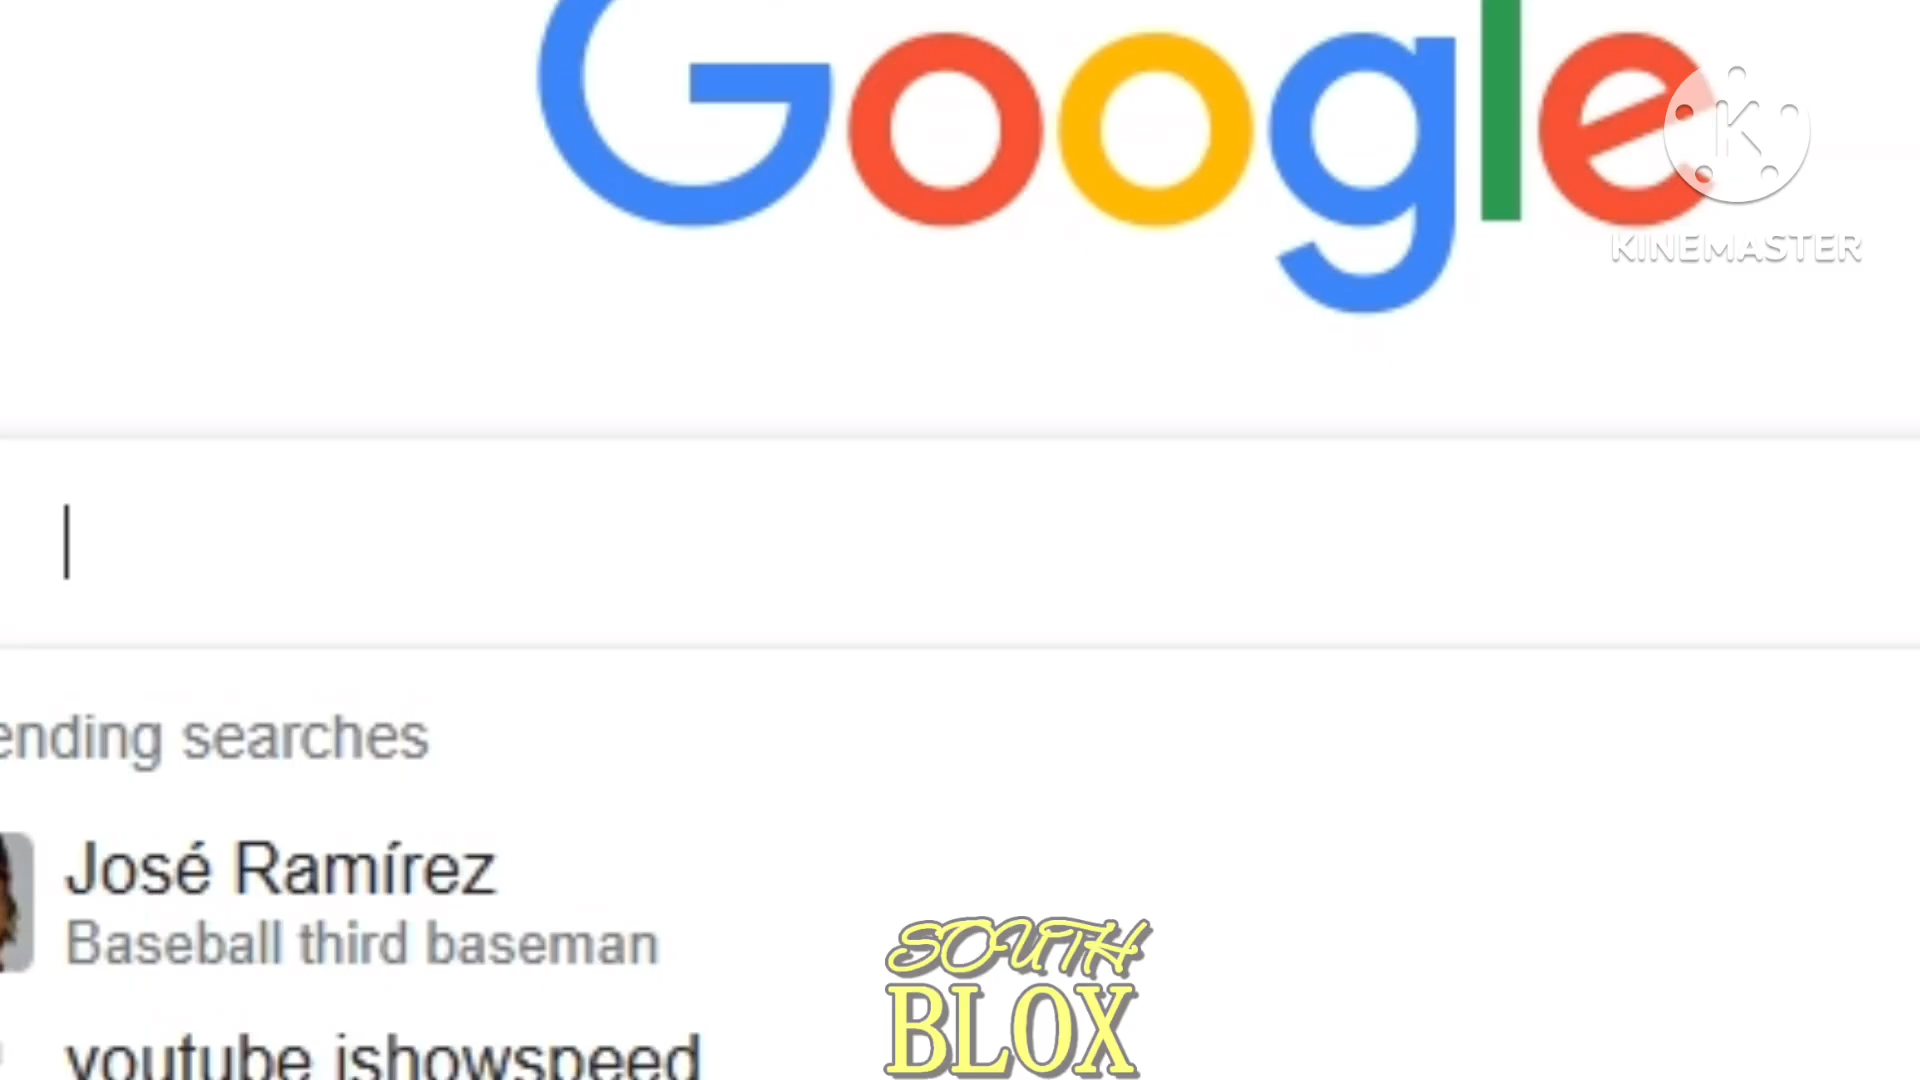 Google
KINEMASTER
ending searches
José Ramírez
Baseball third baseman
SOUTH
BLOX
youtube ishowspeed